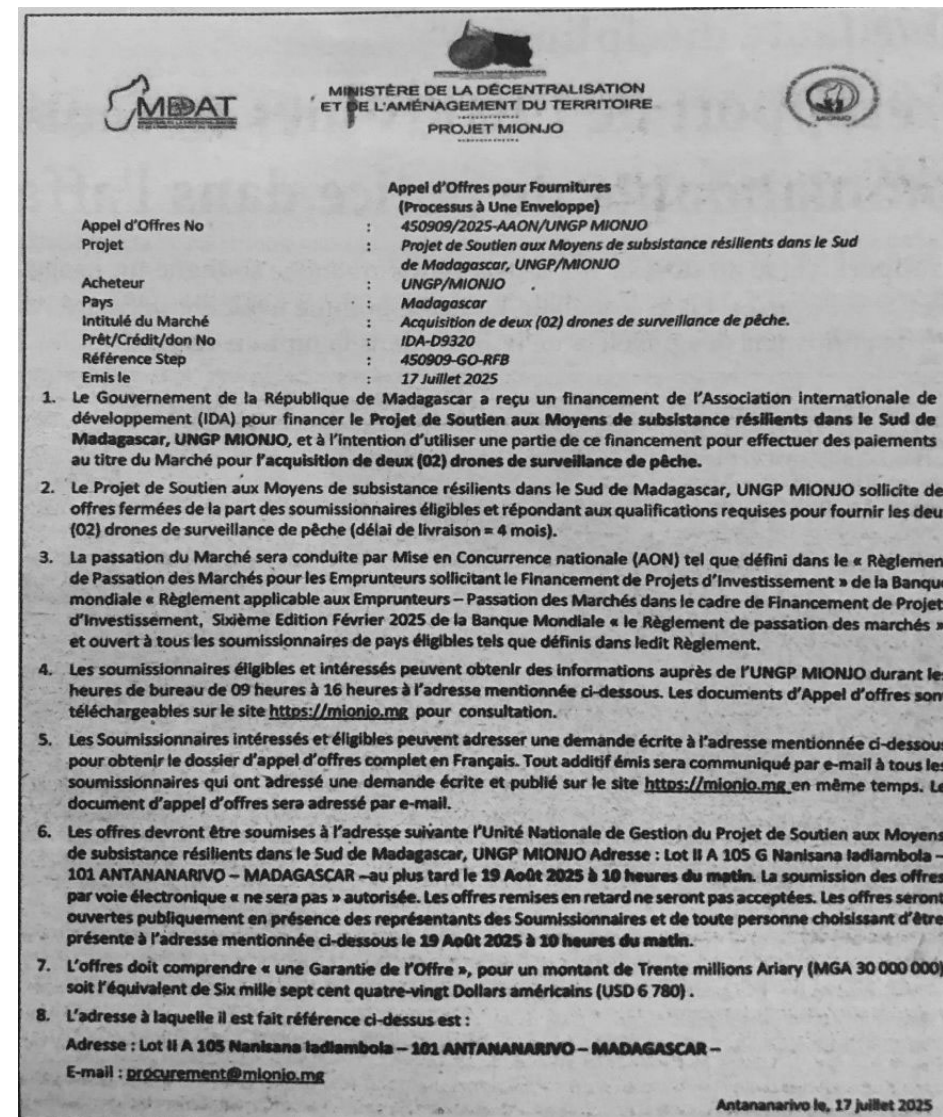 MDAT
MINISTÈRE DE LA DÉCENTRALISATION
ET DE L'AMÉNAGEMENT DU TERRITOIRE
PROJET MIONJO
MIONJO
Appel d'Offres pour Fournitures
(Processus à Une Enveloppe)
Appel d'Offres No : 450909/2025-AAON/UNGP MIONJO
Projet : Projet de Soutien aux Moyens de subsistance résilients dans le Sud
de Madagascar, UNGP/MIONJO
Acheteur : UNGP/MIONJO
Pays : Madagascar
Intitulé du Marché : Acquisition de deux (02) drones de surveillance de pêche.
Prêt/Crédit/don No : IDA-D9320
Référence Step : 450909-GO-RFB
Emis le : 17 Juillet 2025
1. Le Gouvernement de la République de Madagascar a reçu un financement de l'Association internationale de
développement (IDA) pour financer le Projet de Soutien aux Moyens de subsistance résilients dans le Sud de
Madagascar, UNGP MIONJO, et à l'intention d'utiliser une partie de ce financement pour effectuer des paiements
au titre du Marché pour l'acquisition de deux (02) drones de surveillance de pêche.
2. Le Projet de Soutien aux Moyens de subsistance résilients dans le Sud de Madagascar, UNGP MIONJO sollicite de
offres fermées de la part des soumissionnaires éligibles et répondant aux qualifications requises pour fournir les deu
(02) drones de surveillance de pêche (délai de livraison = 4 mois).
3. La passation du Marché sera conduite par Mise en Concurrence nationale (AON) tel que défini dans le « Règlemen
de Passation des Marchés pour les Emprunteurs sollicitant le Financement de Projets d'Investissement » de la Banqu
mondiale « Règlement applicable aux Emprunteurs – Passation des Marchés dans le cadre de Financement de Projet
d'Investissement, Sixième Edition Février 2025 de la Banque Mondiale « le Règlement de passation des marchés »
et ouvert à tous les soumissionnaires de pays éligibles tels que définis dans ledit Règlement.
4. Les soumissionnaires éligibles et intéressés peuvent obtenir des informations auprès de l'UNGP MIONJO durant les
heures de bureau de 09 heures à 16 heures à l'adresse mentionnée ci-dessous. Les documents d'Appel d'offres son
téléchargeables sur le site https://mionjo.mg pour consultation.
5. Les Soumissionnaires intéressés et éligibles peuvent adresser une demande écrite à l'adresse mentionnée ci-dessous
pour obtenir le dossier d'appel d'offres complet en Français. Tout additif émis sera communiqué par e-mail à tous les
soumissionnaires qui ont adressé une demande écrite et publié sur le site https://mionjo.mg en même temps. Le
document d'appel d'offres sera adressé par e-mail.
6. Les offres devront être soumises à l'adresse suivante l'Unité Nationale de Gestion du Projet de Soutien aux Moyens
de subsistance résilients dans le Sud de Madagascar, UNGP MIONJO Adresse : Lot II A 105 G Nanisana Iadiambola –
101 ANTANANARIVO – MADAGASCAR –au plus tard le 19 Août 2025 à 10 heures du matin. La soumission des offres
par voie électronique « ne sera pas » autorisée. Les offres remises en retard ne seront pas acceptées. Les offres seront
ouvertes publiquement en présence des représentants des Soumissionnaires et de toute personne choisissant d'être
présente à l'adresse mentionnée ci-dessous le 19 Août 2025 à 10 heures du matin.
7. L'offres doit comprendre « une Garantie de l'Offre », pour un montant de Trente millions Ariary (MGA 30 000 000)
soit l'équivalent de Six mille sept cent quatre-vingt Dollars américains (USD 6 780) .
8. L'adresse à laquelle il est fait référence ci-dessus est :
Adresse : Lot II A 105 Nanisana Iadiambola – 101 ANTANANARIVO – MADAGASCAR –
E-mail : procurement@mionjo.mg
Antananarivo le, 17 juillet 2025